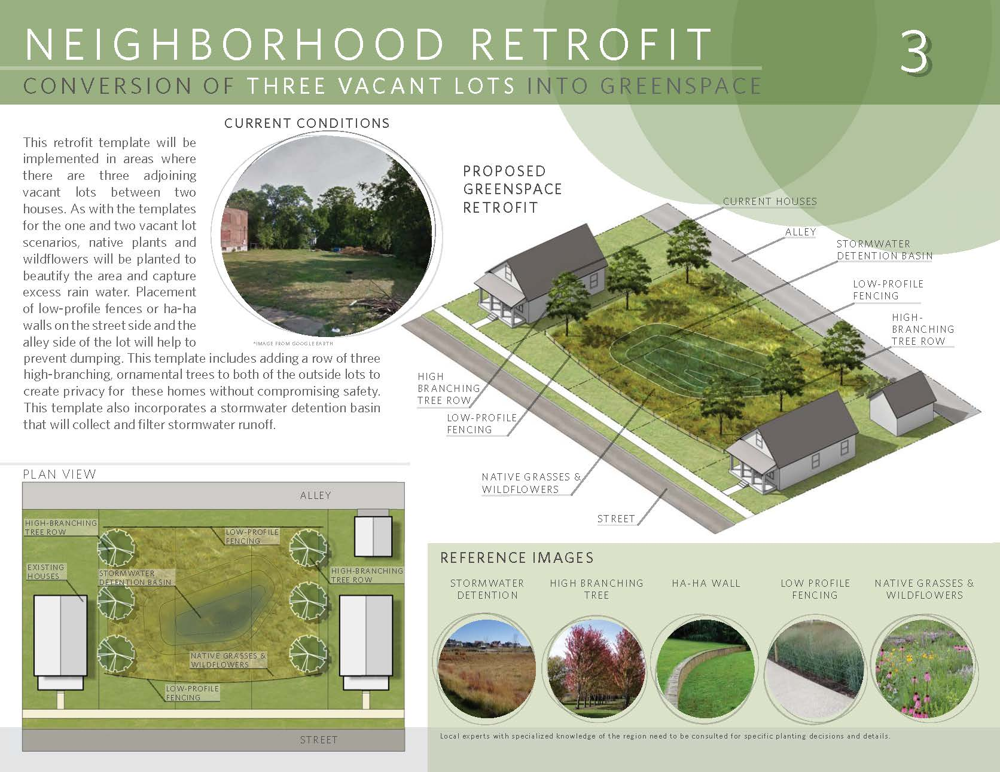 NEIGHBORHOOD RETROFIT
3
CONVERSION OF THREE VACANT LOTS INTO GREENSPACE
This retrofit template will be
implemented in areas where
there are three adjoining
vacant lots between two
houses. As with the templates
for the one and two vacant lot
scenarios, native plants and
wildflowers will be planted to
beautify the area and capture
excess rain water. Placement
of low-profile fences or ha-ha
walls on the street side and the
alley side of the lot will help to
prevent dumping. This template includes adding a row of three
high-branching, ornamental trees to both of the outside lots to
create privacy for these homes without compromising safety.
This template also incorporates a stormwater detention basin
that will collect and filter stormwater runoff.
CURRENT CONDITIONS
*IMAGE FROM GOOGLE EARTH
PROPOSED
GREENSPACE
RETROFIT
CURRENT HOUSES
ALLEY
STORMWATER
DETENTION BASIN
LOW-PROFILE
FENCING
HIGH-
BRANCHING
TREE ROW
HIGH
BRANCHING
TREE ROW
LOW-PROFILE
FENCING
NATIVE GRASSES &
WILDFLOWERS
STREET
PLAN VIEW
ALLEY
HIGH-BRANCHING
TREE ROW
LOW-PROFILE
FENCING
EXISTING
HOUSES
STORMWATER
DETENTION BASIN
HIGH-BRANCHING
TREE ROW
NATIVE GRASSES &
WILDFLOWERS
LOW-PROFILE
FENCING
STREET
REFERENCE IMAGES
STORMWATER
DETENTION
HIGH BRANCHING
TREE
HA-HA WALL
LOW PROFILE
FENCING
NATIVE GRASSES &
WILDFLOWERS
Local experts with specialized knowledge of the region need to be consulted for specific planting decisions and details.